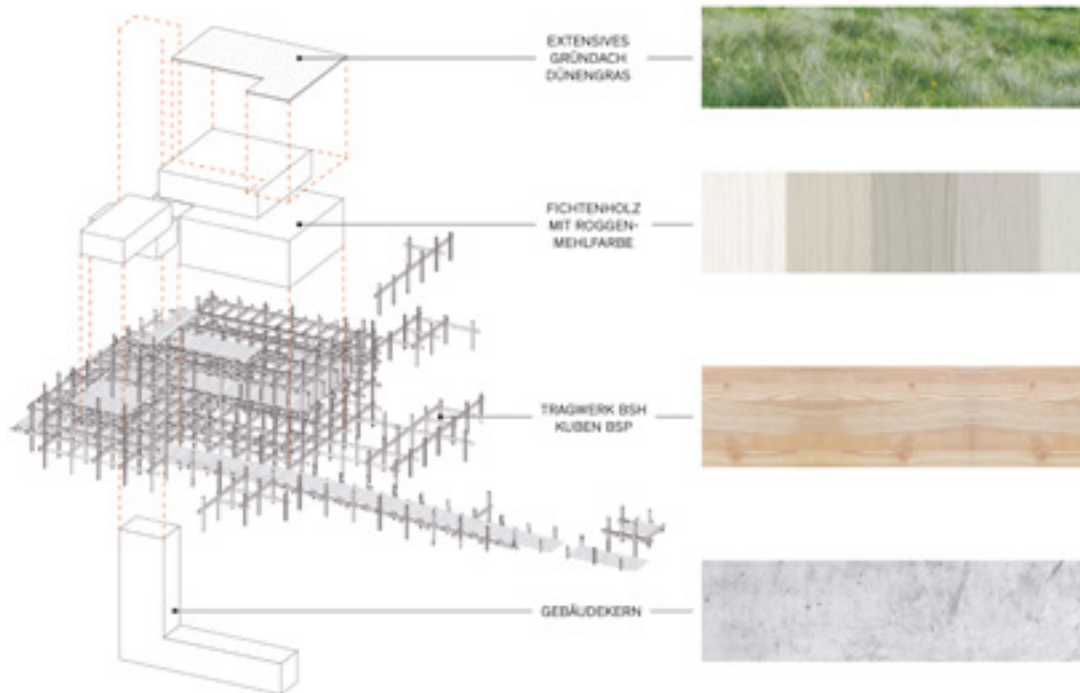 EXTENSIVES
GRÜNDACH
DÜNENGRAS
FICHTENHOLZ
MIT ROGGEN-
MEHLFARBE
TRAGWERK BSH
KUBEN BSP
GEBÄUDEKERN